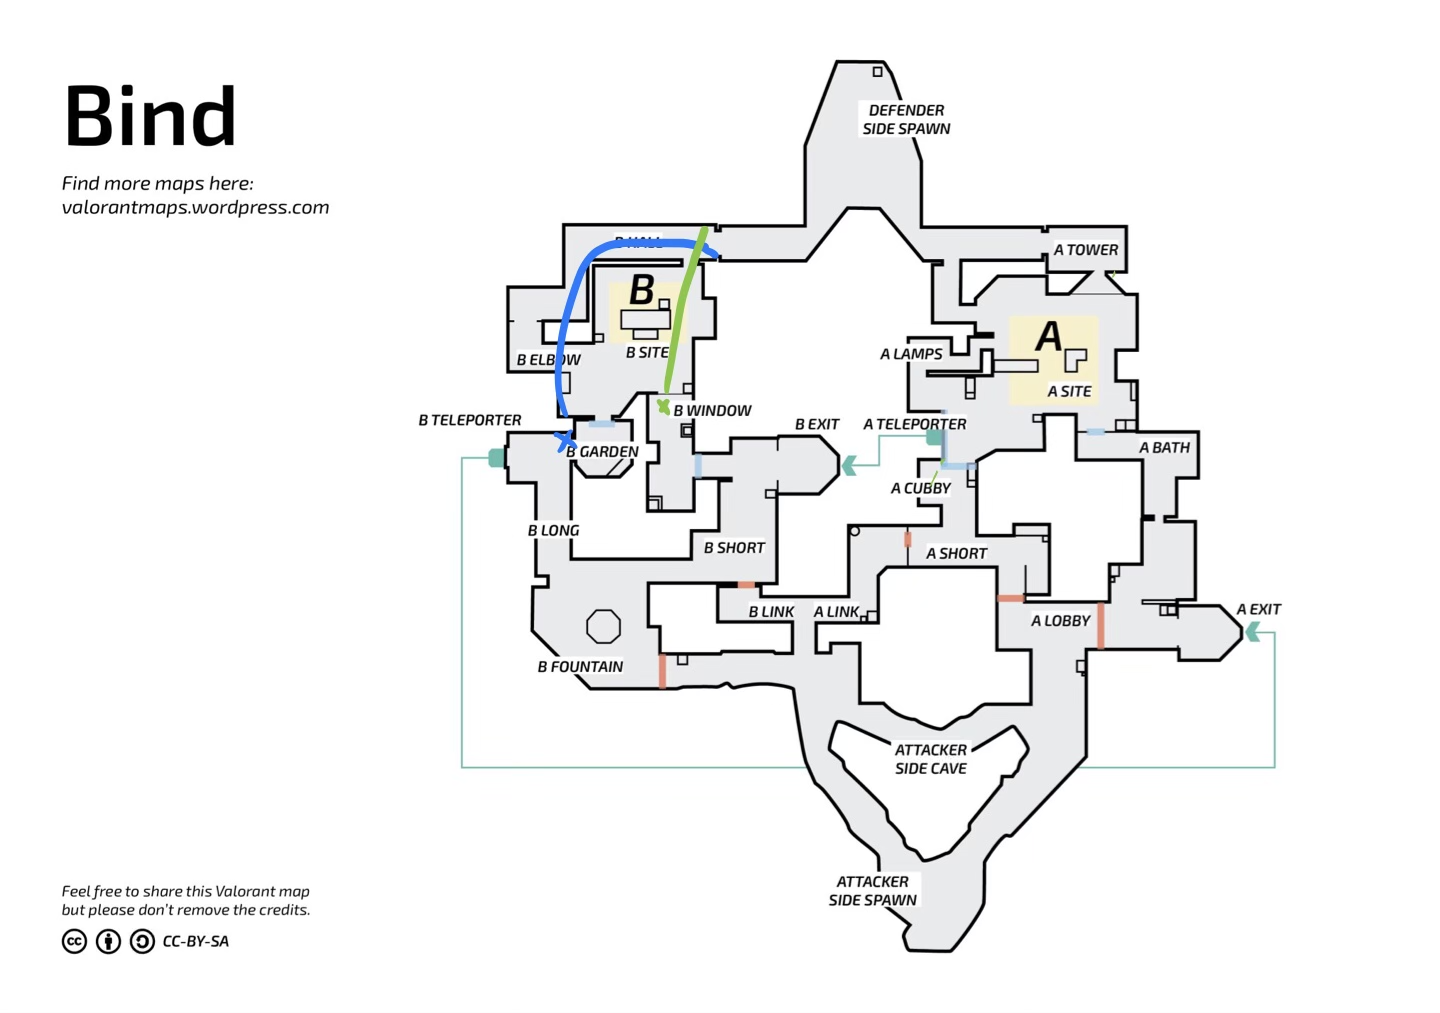 Bind
Find more maps here:
valorantmaps.wordpress.com
DEFENDER
SIDE SPAWN
B HALL
A TOWER
B
A
B SITE
B ELBOW
A LAMPS
A SITE
B WINDOW
B TELEPORTER
B EXIT
A TELEPORTER
B GARDEN
A BATH
A CUBBY
B LONG
B SHORT
A SHORT
B LINK
A LINK
A LOBBY
A EXIT
B FOUNTAIN
ATTACKER
SIDE CAVE
ATTACKER
SIDE SPAWN
Feel free to share this Valorant map
but please don't remove the credits.
cc
CC-BY-SA